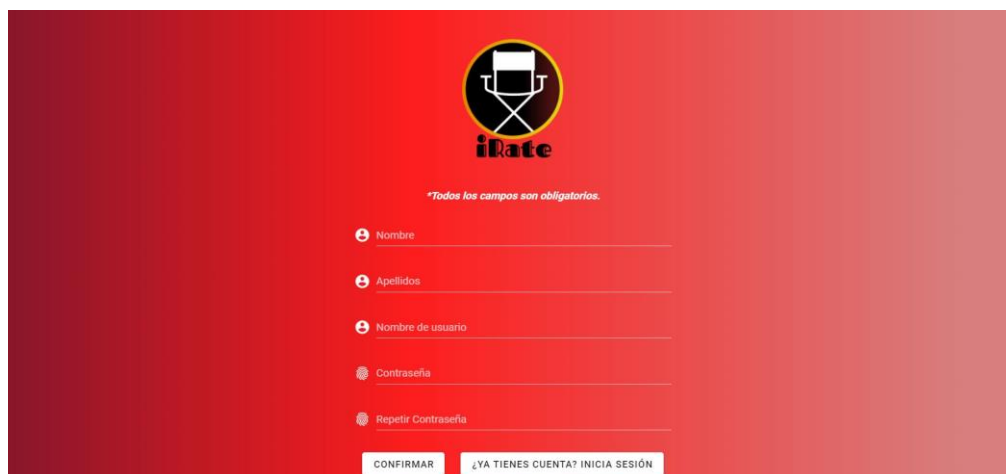 iRate
*Todos los campos son obligatorios.
Nombre
Apellidos
Nombre de usuario
Contraseña
Repetir Contraseña
CONFIRMAR
¿YA TIENES CUENTA? INICIA SESIÓN